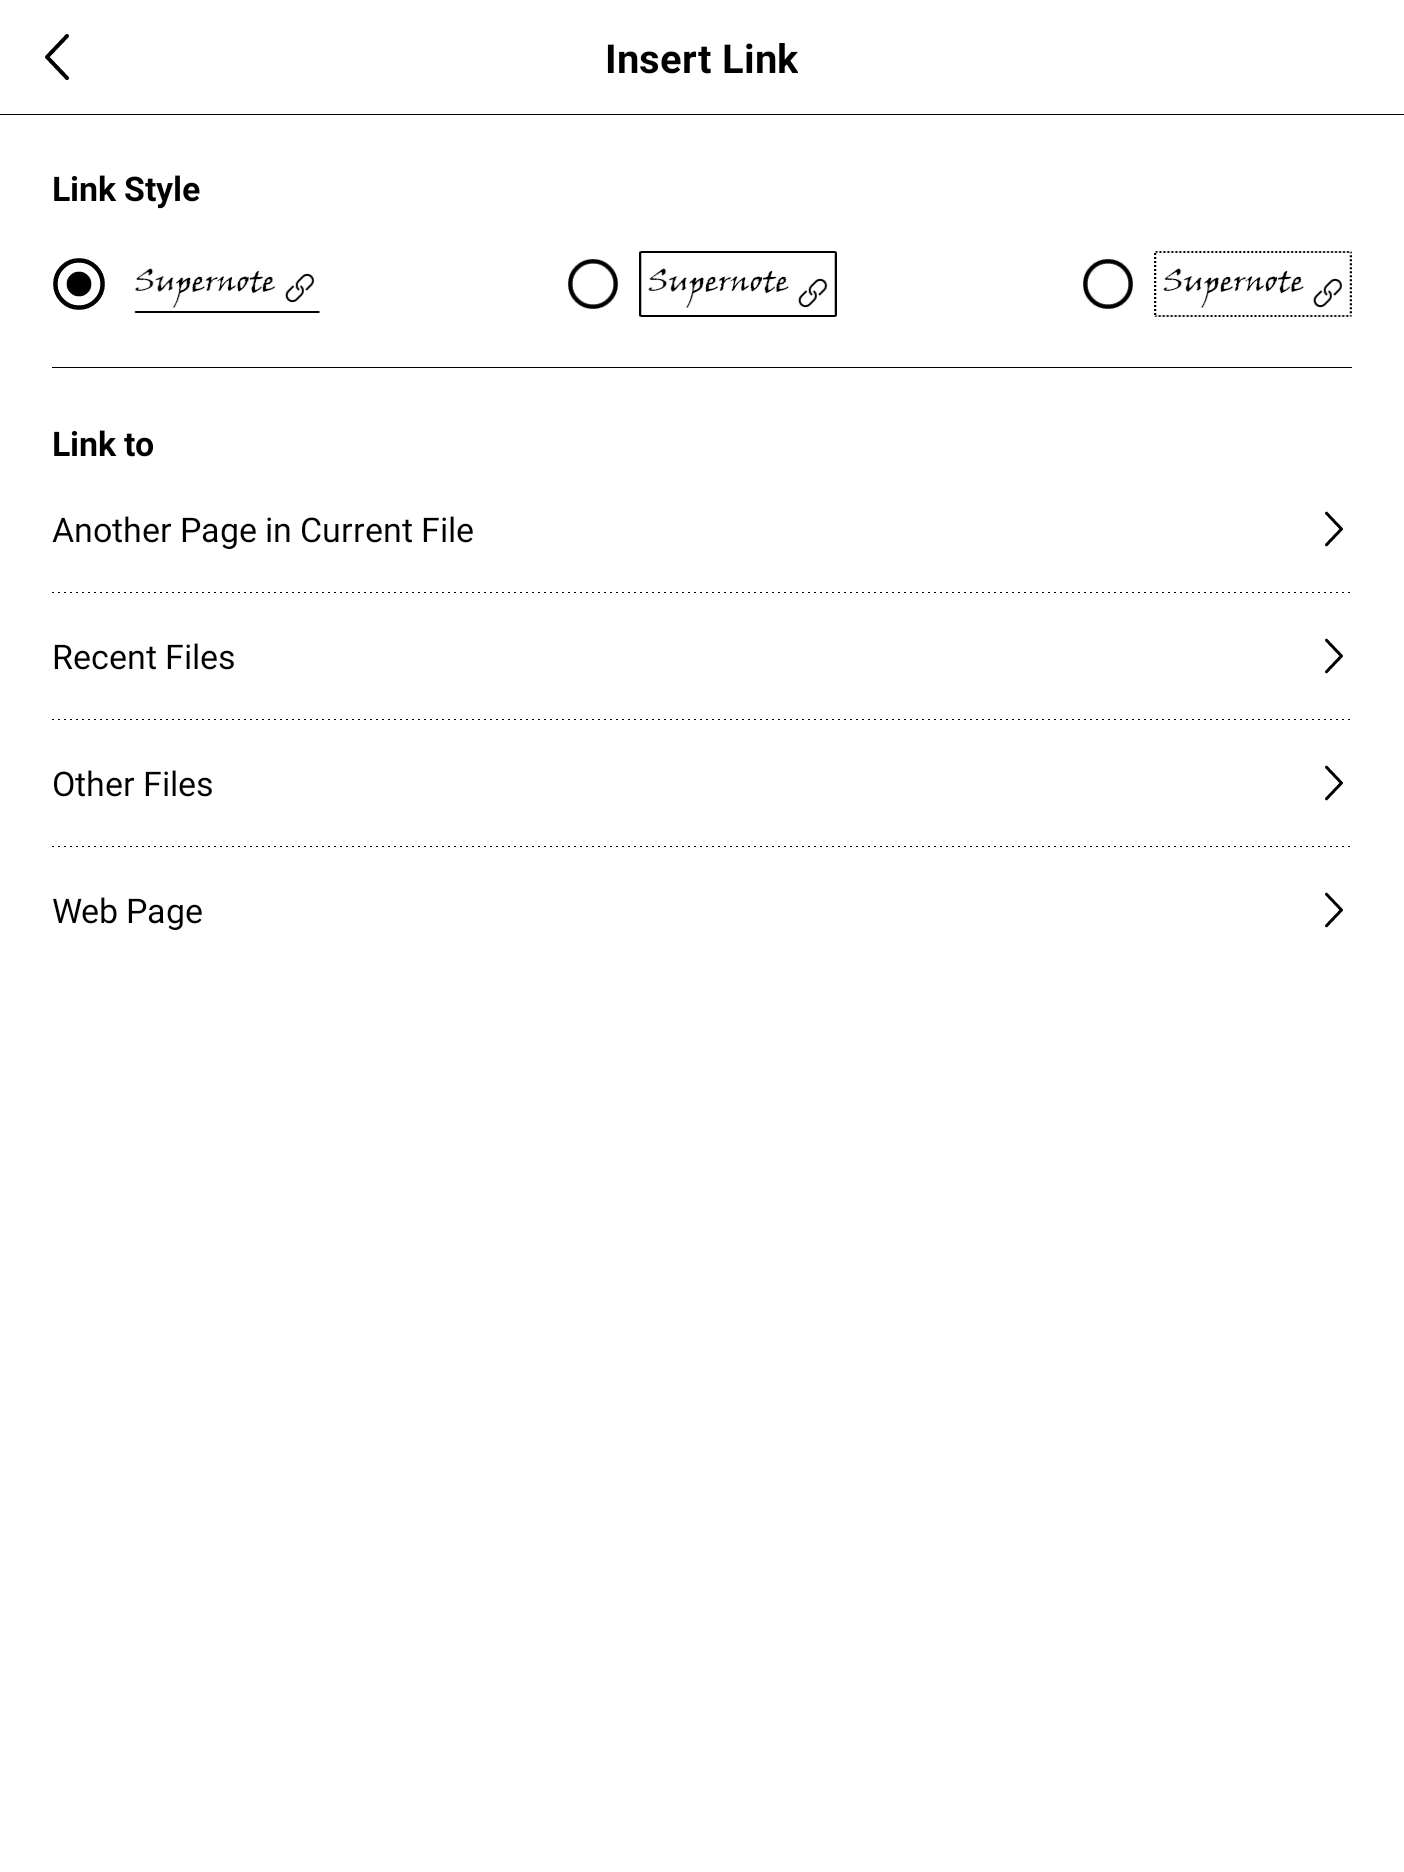 Insert Link
Link Style
Supernote Supernote Supernote
Link to
Another Page in Current File
Recent Files
Other Files
Web Page